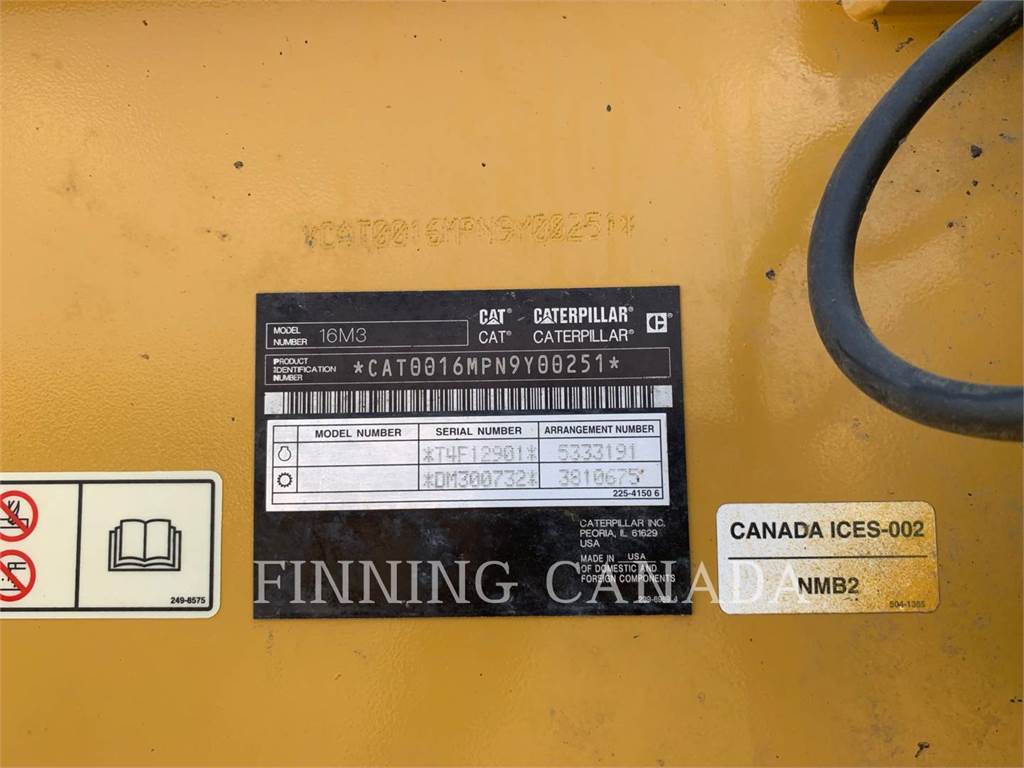 *CAT0016MPN9Y00251*
MODEL NUMBER 16M3
CAT® CATERPILLAR®
CAT® CATERPILLAR®
PRODUCT IDENTIFICATION NUMBER *CAT0016MPN9Y00251*
MODEL NUMBER SERIAL NUMBER ARRANGEMENT NUMBER
*T4F12901* 5333191
*DM300732* 3810675
225-4150 6
CATERPILLAR INC.
PEORIA, IL 61629
USA
MADE IN USA
OF DOMESTIC AND
FOREIGN COMPONENTS
249-8575
CANADA ICES-002
NMB2
504-1365
FINNING CANADA